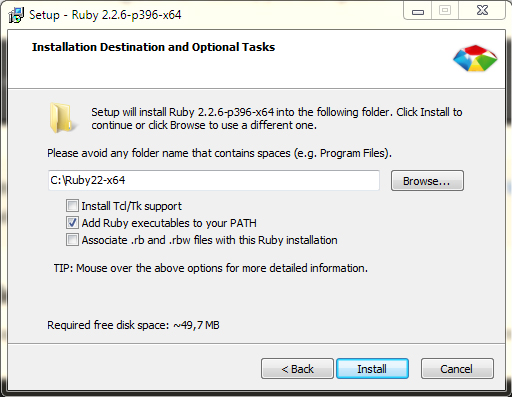 Setup - Ruby 2.2.6-p396-x64
Installation Destination and Optional Tasks
Setup will install Ruby 2.2.6-p396-x64 into the following folder. Click Install to
continue or click Browse to use a different one.
Please avoid any folder name that contains spaces (e.g. Program Files).
C:\Ruby22-x64
Browse...
Install Tcl/Tk support
Add Ruby executables to your PATH
Associate .rb and .rbw files with this Ruby installation
TIP: Mouse over the above options for more detailed information.
Required free disk space: ~49,7 MB
< Back
Install
Cancel